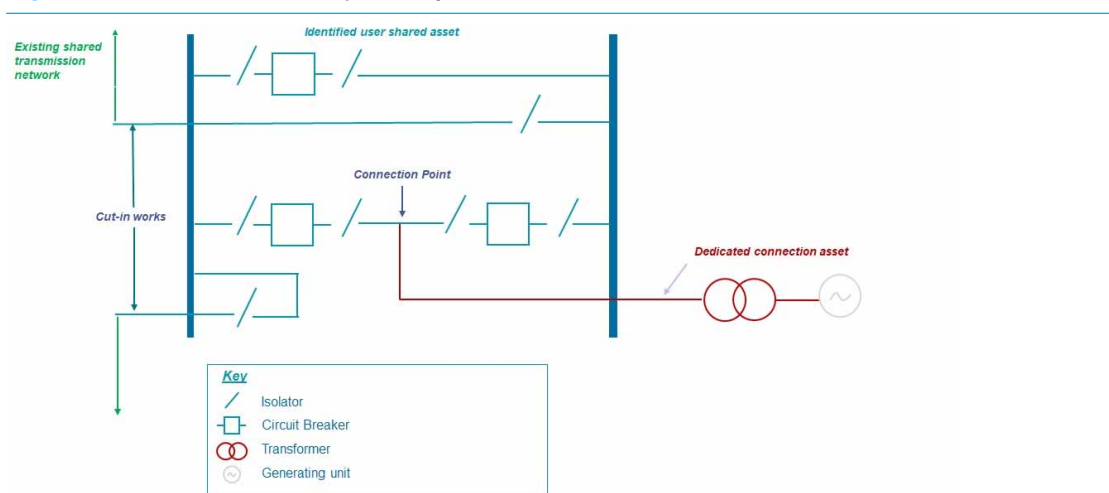 Identified user shared asset
Existing shared
transmission
network
Connection Point
Cut-in works
Dedicated connection asset
Key
Isolator
Circuit Breaker
Transformer
Generating unit